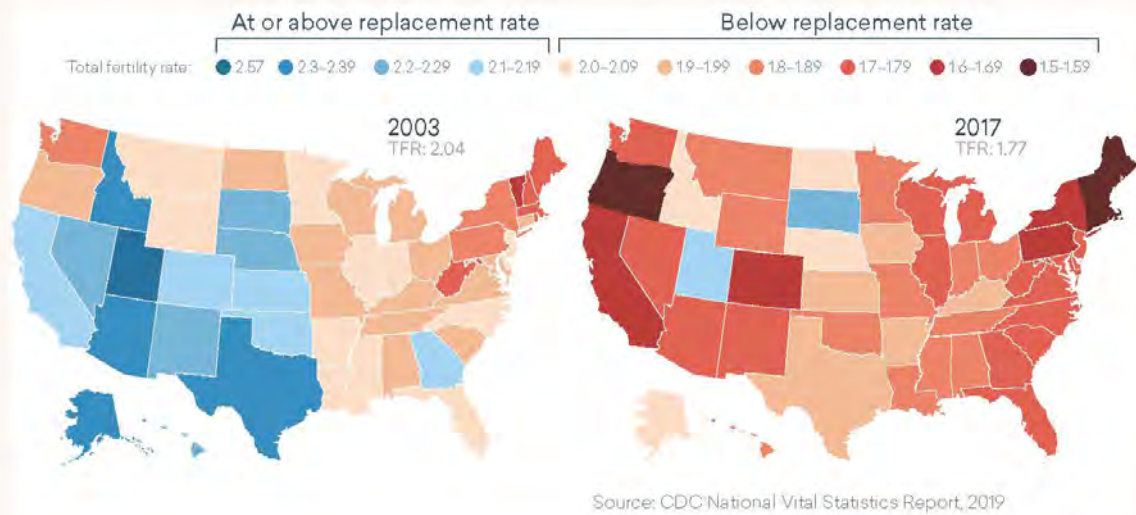 At or above replacement rate
Below replacement rate
Total fertility rate: 2.57 2.3–2.39 2.2–2.29 2.1–2.19 2.0–2.09 1.9–1.99 1.8–1.89 1.7–1.79 1.6–1.69 1.5-1.59
2003
TFR: 2.04
2017
TFR: 1.77
Source: CDC National Vital Statistics Report, 2019